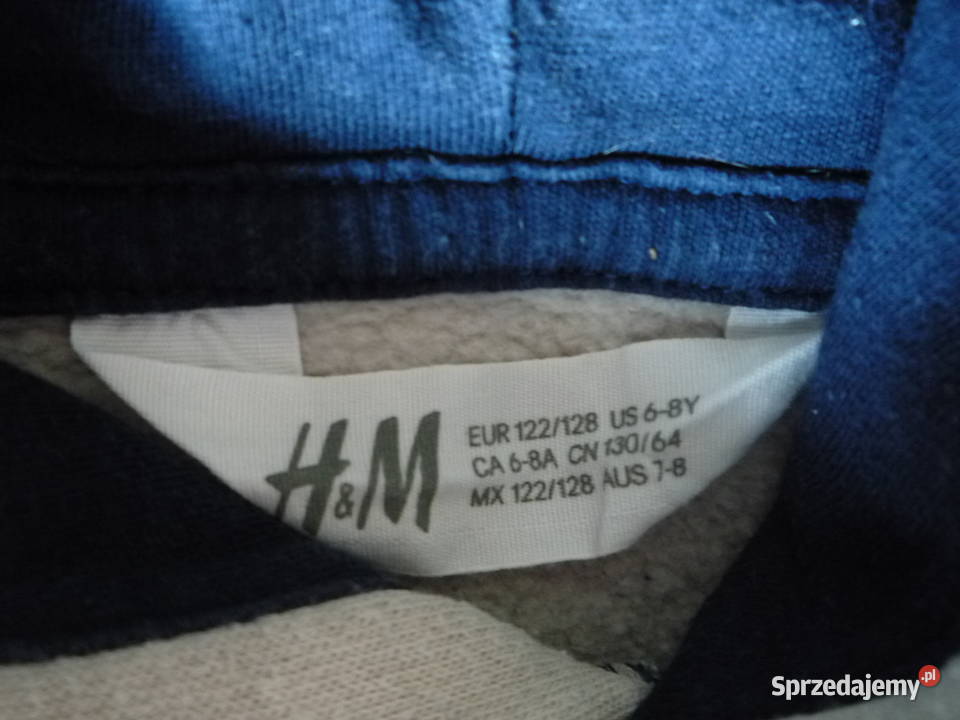 H&M
EUR 122/128 US 6-8Y
CA 6-8A CN 130/64
MX 122/128 AUS 7-8
Sprzedajemy.pl